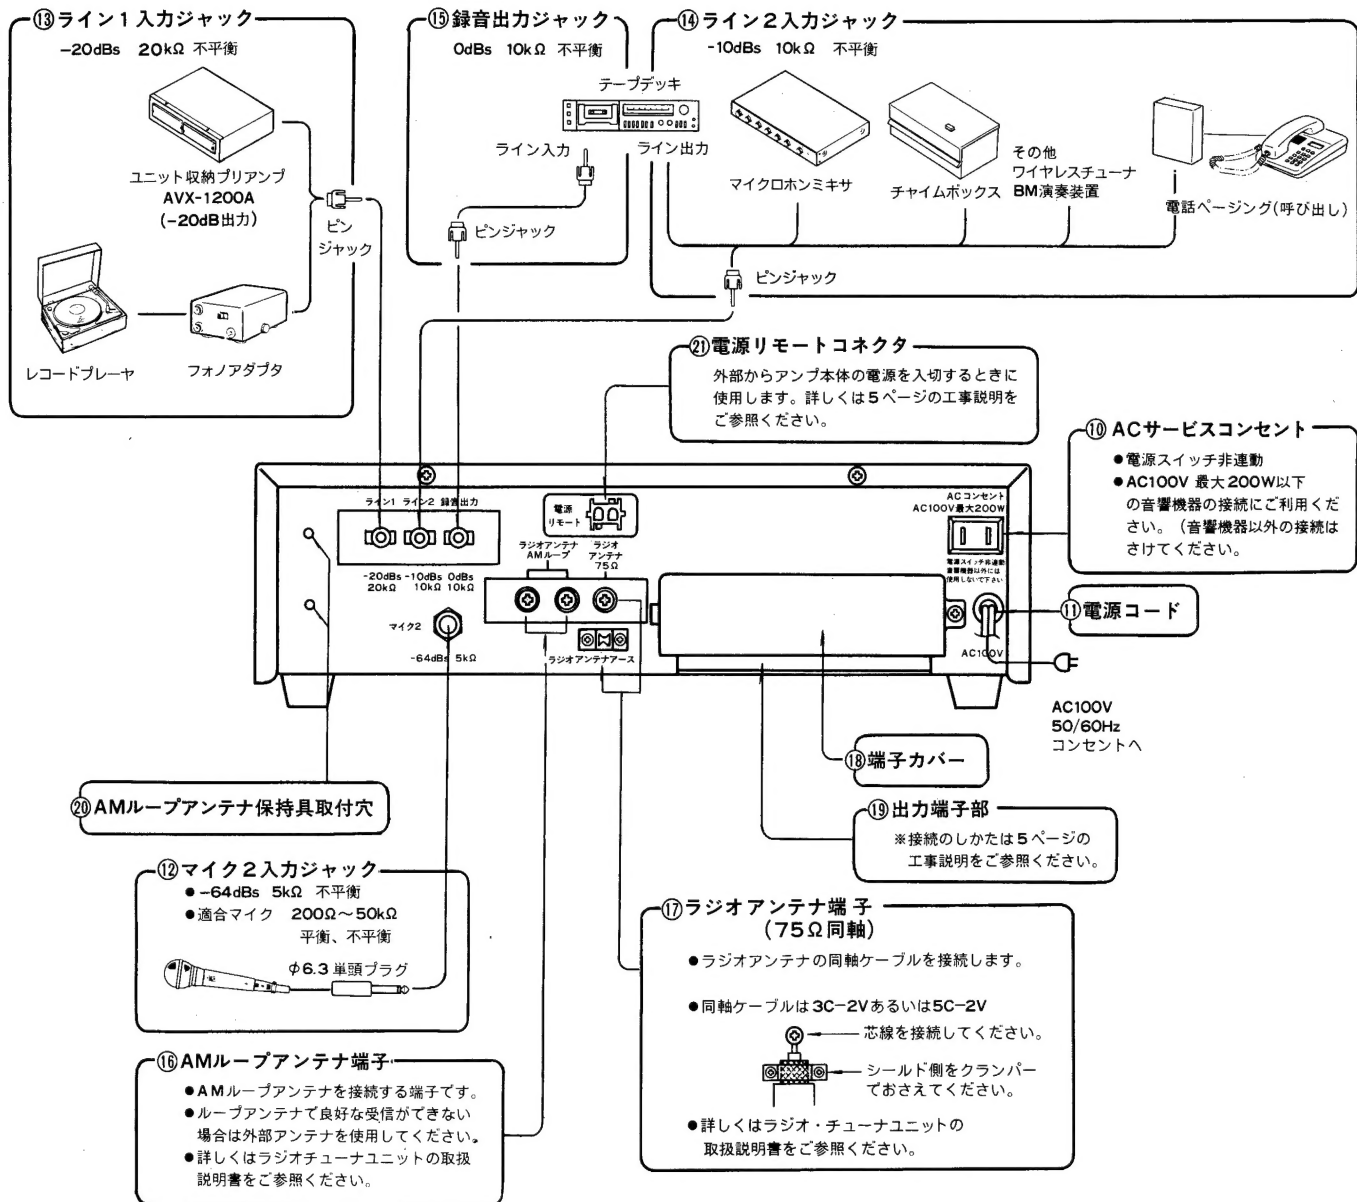 ⑬ライン1入力ジャック
-20dBs 20kΩ 不平衡
ユニット収納プリアンプ
AVX-1200A
(-20dB出力)
ピン
ジャック
レコードプレーヤ
フォノアダプタ
⑮録音出力ジャック
0dBs 10kΩ 不平衡
テープデッキ
ライン入力
ライン出力
ピンジャック
⑭ライン2入力ジャック
-10dBs 10kΩ 不平衡
マイクロホンミキサ
チャイムボックス
その他
ワイヤレスチューナ
BM演奏装置
電話ページング(呼び出し)
ピンジャック
㉑電源リモートコネクタ
外部からアンプ本体の電源を入切するときに
使用します。詳しくは5ページの工事説明を
ご参照ください。
⑩ACサービスコンセント
●電源スイッチ非連動
●AC100V 最大200W以下
の音響機器の接続にご利用くだ
さい。(音響機器以外の接続は
さけてください。
ライン1 ライン2 録音出力
-20dBs -10dBs 0dBs
20kΩ 10kΩ 10kΩ
電源
リモート
ラジオアンテナ
AMループ
ラジオ
アンテナ
75Ω
ACコンセント
AC100V最大200W
電源スイッチ非連動
音響機器以外には
使用しないで下さい
マイク2
-64dBs 5kΩ
ラジオアンテナアース
AC100V
⑪電源コード
AC100V
50/60Hz
コンセントへ
⑱端子カバー
⑲出力端子部
※接続のしかたは5ページの
工事説明をご参照ください。
⑳AMループアンテナ保持具取付穴
⑫マイク2入力ジャック
●-64dBs 5kΩ 不平衡
●適合マイク 200Ω〜50kΩ
平衡、不平衡
φ6.3単頭プラグ
⑯AMループアンテナ端子
●AMループアンテナを接続する端子です。
●ループアンテナで良好な受信ができない
場合は外部アンテナを使用してください。
●詳しくはラジオチューナユニットの取扱
説明書をご参照ください。
⑰ラジオアンテナ端子
(75Ω同軸)
●ラジオアンテナの同軸ケーブルを接続します。
●同軸ケーブルは3C-2Vあるいは5C-2V
芯線を接続してください。
シールド側をクランパー
でおさえてください。
●詳しくはラジオ・チューナユニットの
取扱説明書をご参照ください。